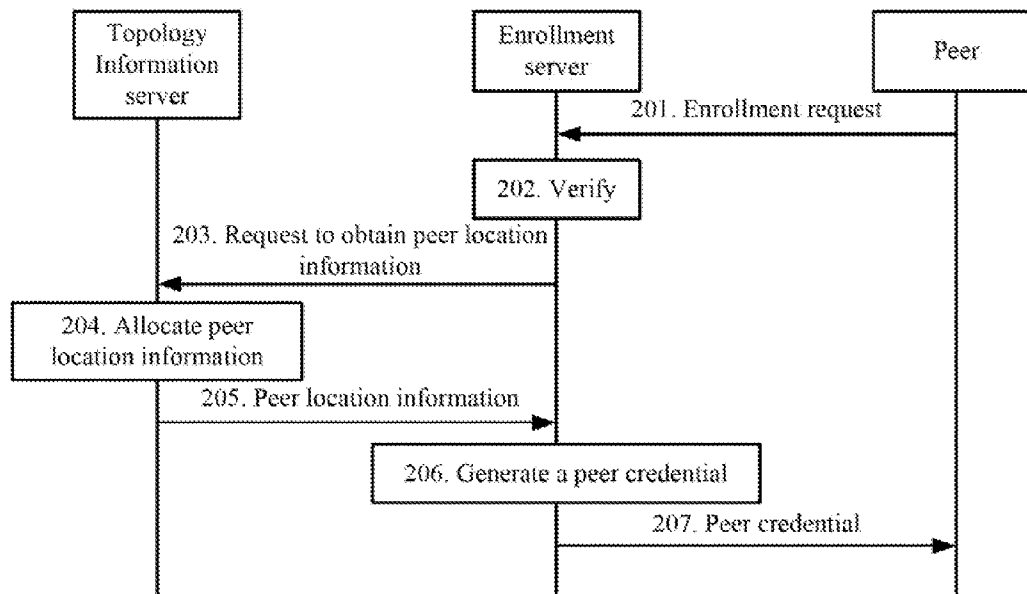 Topology
Information
server
Enrollment
server
Peer
201. Enrollment request
202. Verify
203. Request to obtain peer location
information
204. Allocate peer
location information
205. Peer location information
206. Generate a peer credential
207. Peer credential